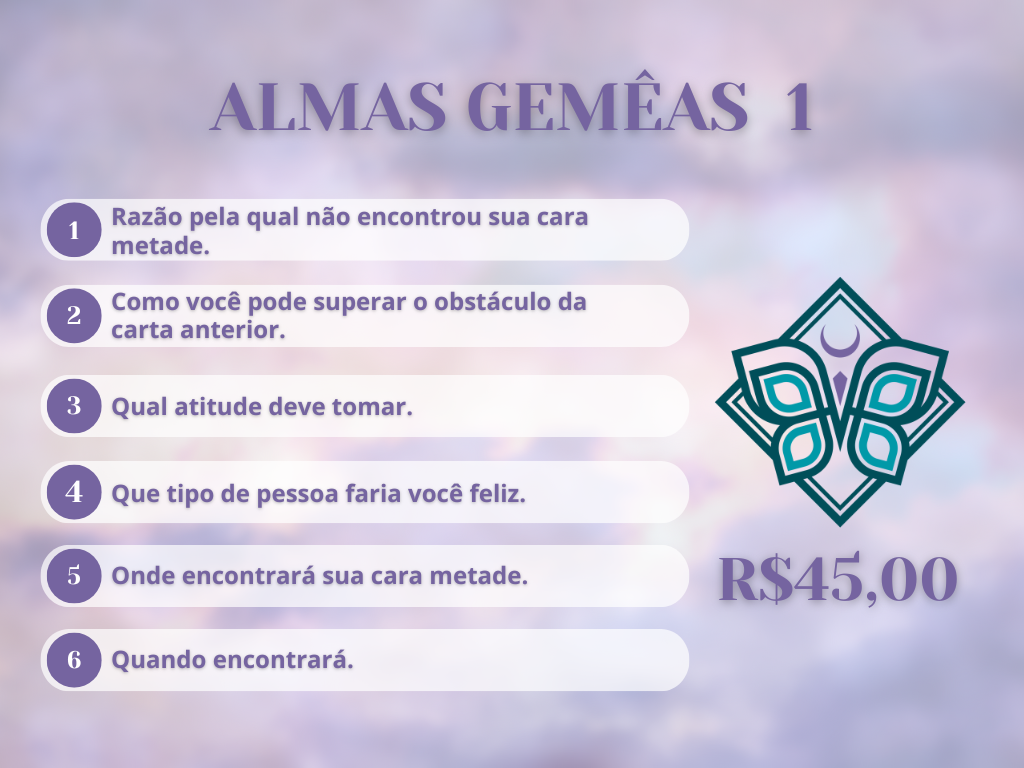 ALMAS GEMÊAS 1
1 Razão pela qual não encontrou sua cara
metade.
2 Como você pode superar o obstáculo da
carta anterior.
3 Qual atitude deve tomar.
4 Que tipo de pessoa faria você feliz.
5 Onde encontrará sua cara metade.
6 Quando encontrará.
R$45,00